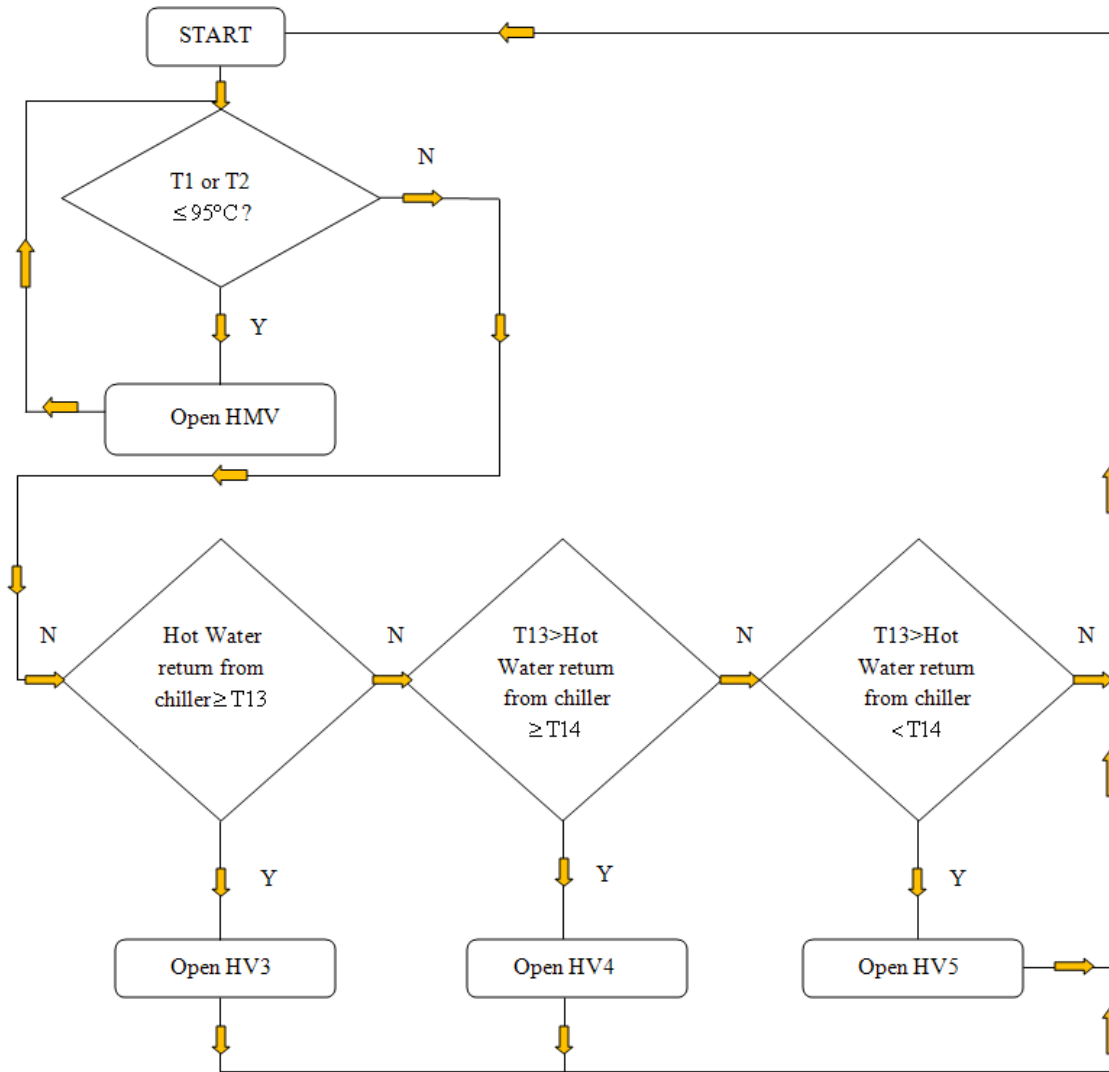 START
N
T1 or T2
≤95°C?
Y
Open HMV
N
Hot Water
return from
chiller≥T13
N
T13>Hot
Water return
from chiller
≥T14
N
T13>Hot
Water return
from chiller
<T14
N
Y
Y
Y
Open HV3
Open HV4
Open HV5